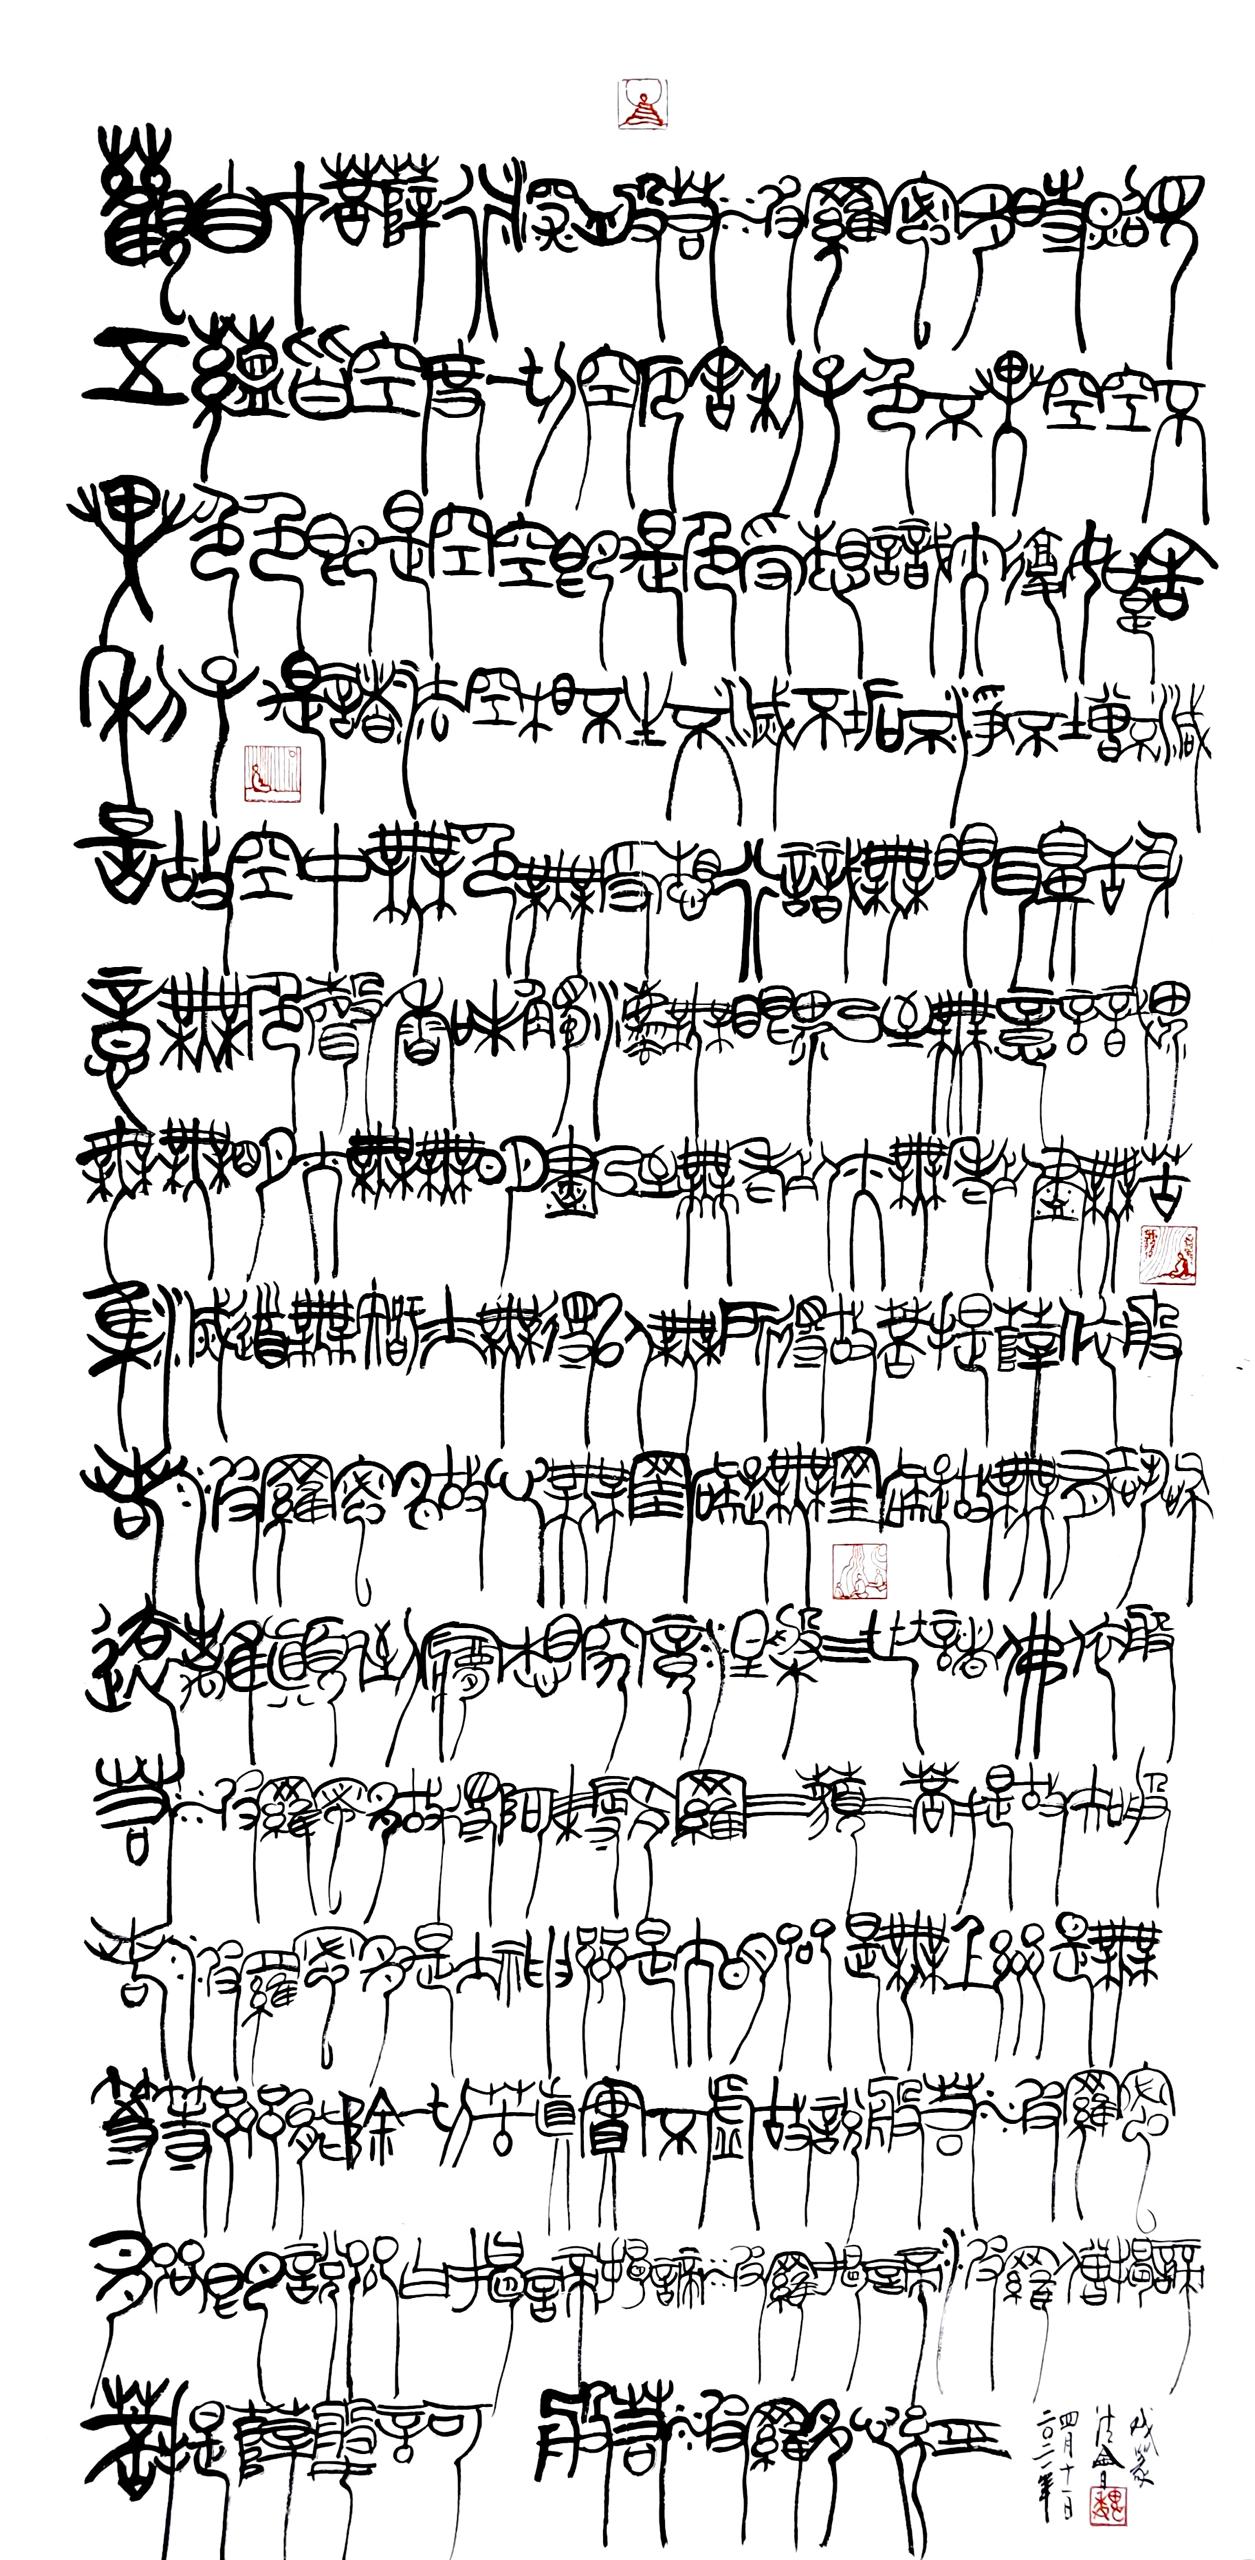 觀自在菩薩行深般若波羅蜜多時照見
五蘊皆空度一切空厄舍利子色不異空空不
異色色即是空空即是色受想識亦復如是舍
利子是諸法空相不生不滅不垢不淨不增不減
是故空中無色無受想行識無眼耳鼻舌身
意無色聲香味觸法無眼界乃至無意識界
無無明亦無無明盡乃至無老死亦無老死盡無苦
集滅道無智亦無得以無所得故菩提薩依般
若波羅蜜多故心無罣礙無罣礙故無有恐怖
遠離顛倒夢想究竟涅槃三世諸佛依般
若波羅蜜多故得阿耨多羅三藐三菩提故知般
若波羅蜜多是大神咒是大明咒是無上咒是無
等等咒能除一切苦真實不虛故說般若波羅蜜
多咒即說咒曰揭諦揭諦波羅揭諦波羅僧揭諦
菩提薩婆訶 般若波羅多心經
四月十一日
二〇二一年
魏